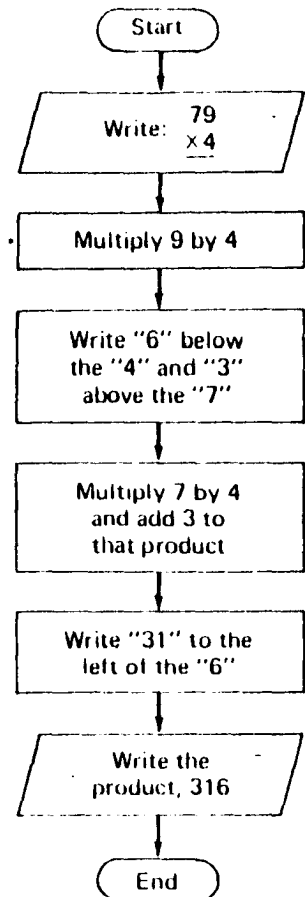 Start
Write: 79
×4
Multiply 9 by 4
Write "6" below
the "4" and "3"
above the "7"
Multiply 7 by 4
and add 3 to
that product
Write "31" to the
left of the "6"
Write the
product, 316
End